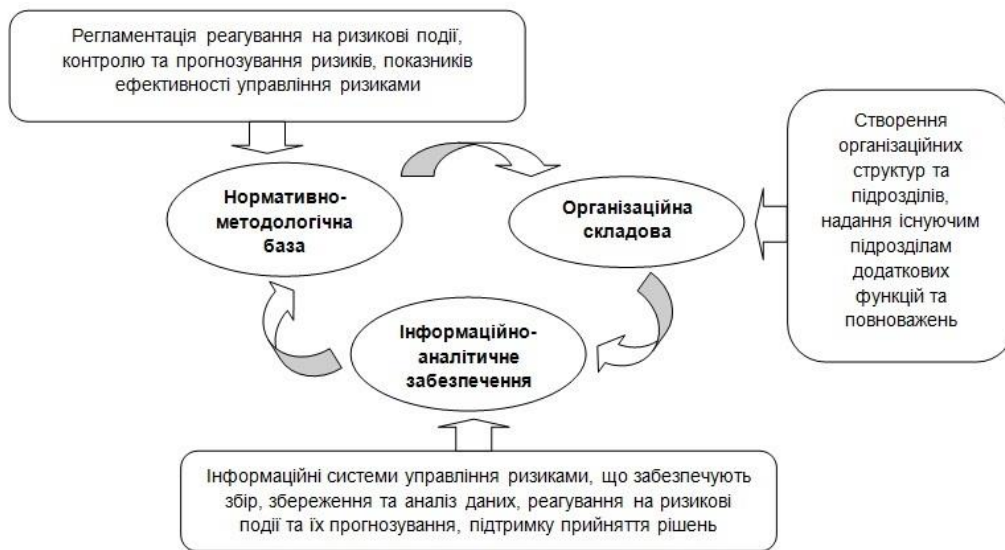 Регламентація реагування на ризикові події,
контролю та прогнозування ризиків, показників
ефективності управління ризиками
Нормативно-
методологічна
база
Організаційна
складова
Створення
організаційних
структур та
підрозділів,
надання існуючим
підрозділам
додаткових
функцій та
повноважень
Інформаційно-
аналітичне
забезпечення
Інформаційні системи управління ризиками, що забезпечують
збір, збереження та аналіз даних, реагування на ризикові
події та їх прогнозування, підтримку прийняття рішень